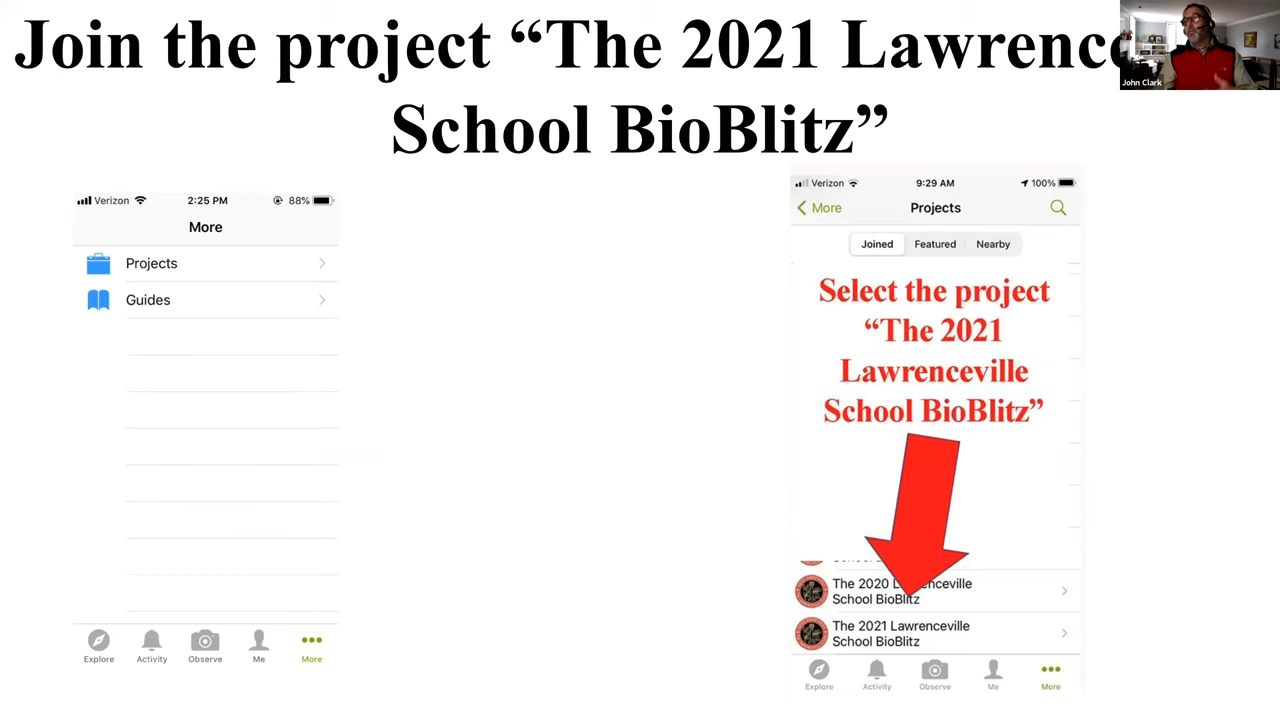 Join the project “The 2021 Lawrence
School BioBlitz”
John Clark
Verizon 2:25 PM 88%
More
Projects
Guides
Explore Activity Observe Me More
Verizon 9:29 AM 100%
More Projects
Joined Featured Nearby
Select the project
“The 2021
Lawrenceville
School BioBlitz”
The 2020
School BioBlitz
The 2021 Lawrenceville
School BioBlitz
Explore Activity Observe Me More